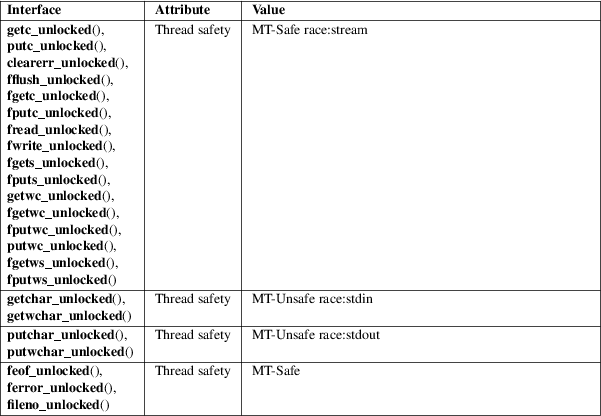 Interface Attribute Value
getc_unlocked(), Thread safety MT-Safe race:stream
putc_unlocked(),
clearerr_unlocked(),
fflush_unlocked(),
fgetc_unlocked(),
fputc_unlocked(),
fread_unlocked(),
fwrite_unlocked(),
fgets_unlocked(),
fputs_unlocked(),
getwc_unlocked(),
fgetwc_unlocked(),
fputwc_unlocked(),
putwc_unlocked(),
fgetws_unlocked(),
fputws_unlocked()
getchar_unlocked(), Thread safety MT-Unsafe race:stdin
getwchar_unlocked()
putchar_unlocked(), Thread safety MT-Unsafe race:stdout
putwchar_unlocked()
feof_unlocked(), Thread safety MT-Safe
ferror_unlocked(),
fileno_unlocked()